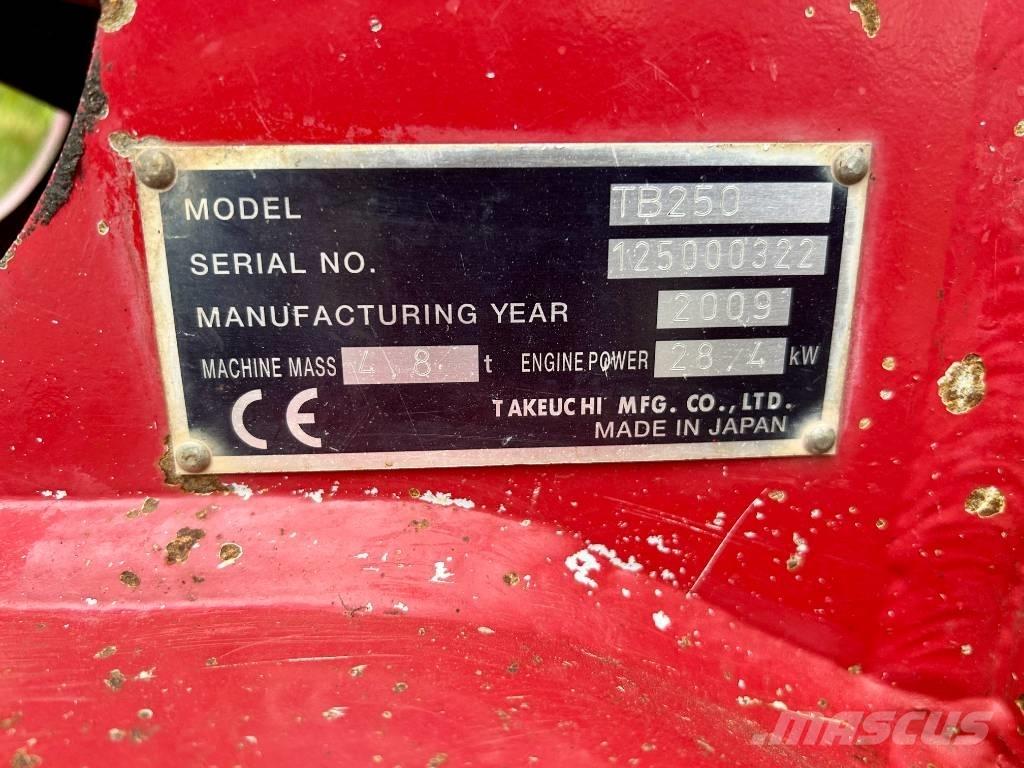 MODEL TB250
SERIAL NO. 125000322
MANUFACTURING YEAR 2009
MACHINE MASS 4.8 t ENGINE POWER 28.4 kW
CE
TAKEUCHI MFG. CO., LTD.
MADE IN JAPAN
MASCUS